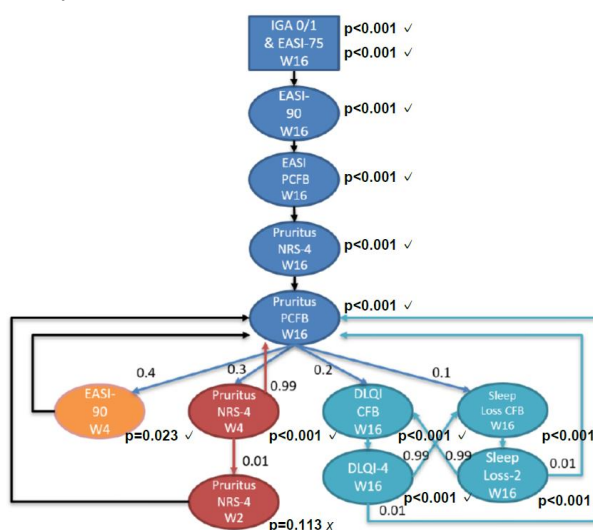 IGA 0/1
& EASI-75
W16
p<0.001 ✓
p<0.001 ✓
EASI-
90
W16
p<0.001 ✓
EASI
PCFB
W16
p<0.001 ✓
Pruritus
NRS-4
W16
p<0.001 ✓
Pruritus
PCFB
W16
p<0.001 ✓
0.4
0.3
0.2
0.1
0.99
EASI-
90
W4
p=0.023 ✓
Pruritus
NRS-4
W4
p<0.001 ✓
DLQI
CFB
W16
p<0.001 ✓
Sleep
Loss CFB
W16
p<0.001
0.01
0.99
0.99
0.01
Pruritus
NRS-4
W2
p=0.113 x
DLQI-4
W16
p<0.001 ✓
0.01
Sleep
Loss-2
W16
p<0.001